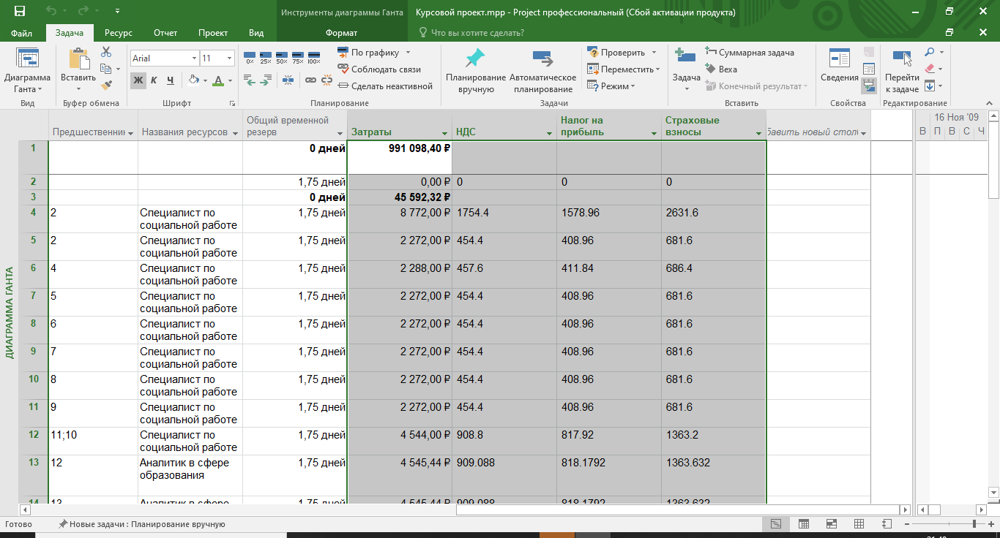 Инструменты диаграммы Ганта
Курсовой проект.mpp - Project профессиональный (Сбой активации продукта)
Файл Задача Ресурс Отчет Проект Вид Формат Что вы хотите сделать?
Диаграмма Ганта
Вид
Вставить
Буфер обмена
Arial 11
Ж К Ч А
Шрифт
0% 25% 50% 75% 100%
По графику
Соблюдать связи
Сделать неактивной
Планирование
Планирование вручную
Автоматическое планирование
Проверить
Переместить
Режим
Задачи
Задача
Суммарная задача
Веха
Конечный результат
Вставить
Сведения
Свойства
Перейти к задаче
Редактирование
Предшественник Названия ресурсов Общий временной резерв Затраты НДС Налог на прибыль Страховые взносы бавить новый стол
16 Ноя '09
В П В С Ч
1 0 дней 991 098,40 ₽
2 1,75 дней 0,00 ₽ 0 0 0
3 0 дней 45 592,32 ₽
4 2 Специалист по социальной работе 1,75 дней 8 772,00 ₽ 1754.4 1578.96 2631.6
5 2 Специалист по социальной работе 1,75 дней 2 272,00 ₽ 454.4 408.96 681.6
6 4 Специалист по социальной работе 1,75 дней 2 288,00 ₽ 457.6 411.84 686.4
7 5 Специалист по социальной работе 1,75 дней 2 272,00 ₽ 454.4 408.96 681.6
8 6 Специалист по социальной работе 1,75 дней 2 272,00 ₽ 454.4 408.96 681.6
9 7 Специалист по социальной работе 1,75 дней 2 272,00 ₽ 454.4 408.96 681.6
10 8 Специалист по социальной работе 1,75 дней 2 272,00 ₽ 454.4 408.96 681.6
11 9 Специалист по социальной работе 1,75 дней 2 272,00 ₽ 454.4 408.96 681.6
12 11;10 Специалист по социальной работе 1,75 дней 4 544,00 ₽ 908.8 817.92 1363.2
13 12 Аналитик в сфере образования 1,75 дней 4 545,44 ₽ 909.088 818.1792 1363.632
14 13 Аналитик в сфере 1,75 дней 4 545,44 ₽ 909.088 818.1792 1363.632
ДИАГРАММА ГАНТА
Готово Новые задачи : Планирование вручную